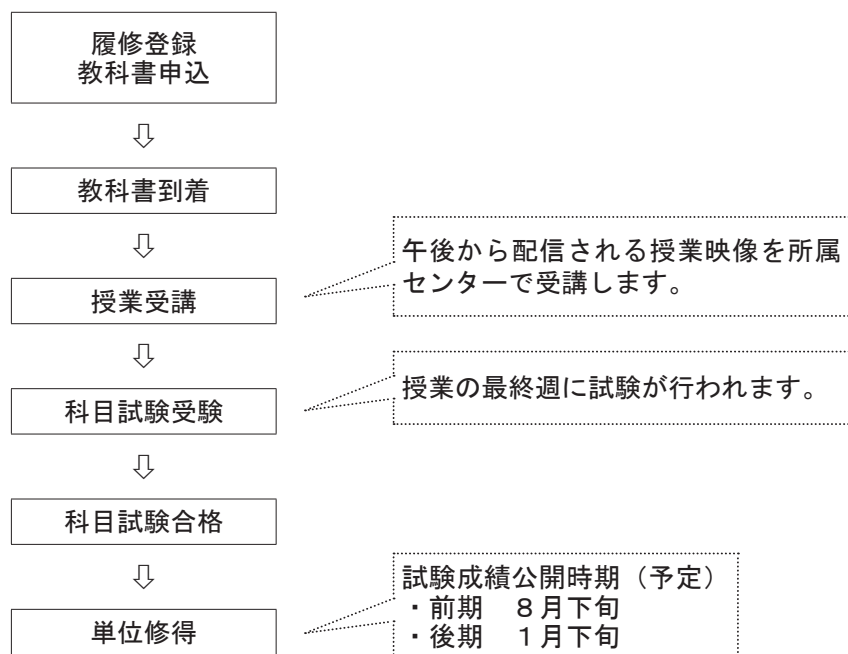 履修登録
教科書申込
⇩
教科書到着
⇩
授業受講
午後から配信される授業映像を所属
センターで受講します。
⇩
科目試験受験
授業の最終週に試験が行われます。
⇩
科目試験合格
⇩
単位修得
試験成績公開時期（予定）
・前期　８月下旬
・後期　１月下旬